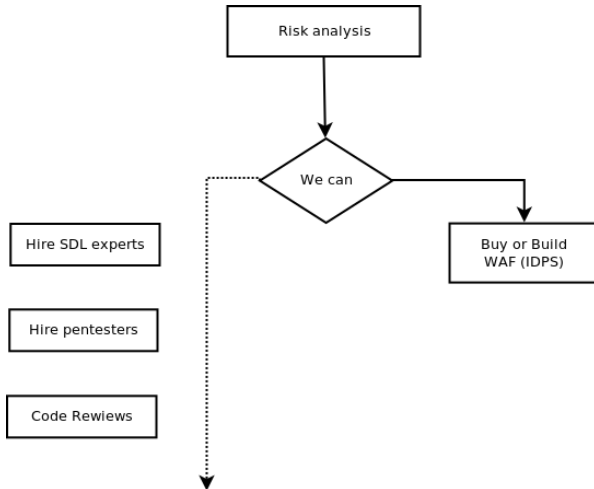 Risk analysis
We can
Hire SDL experts
Buy or Build
WAF (IDPS)
Hire pentesters
Code Rewiews